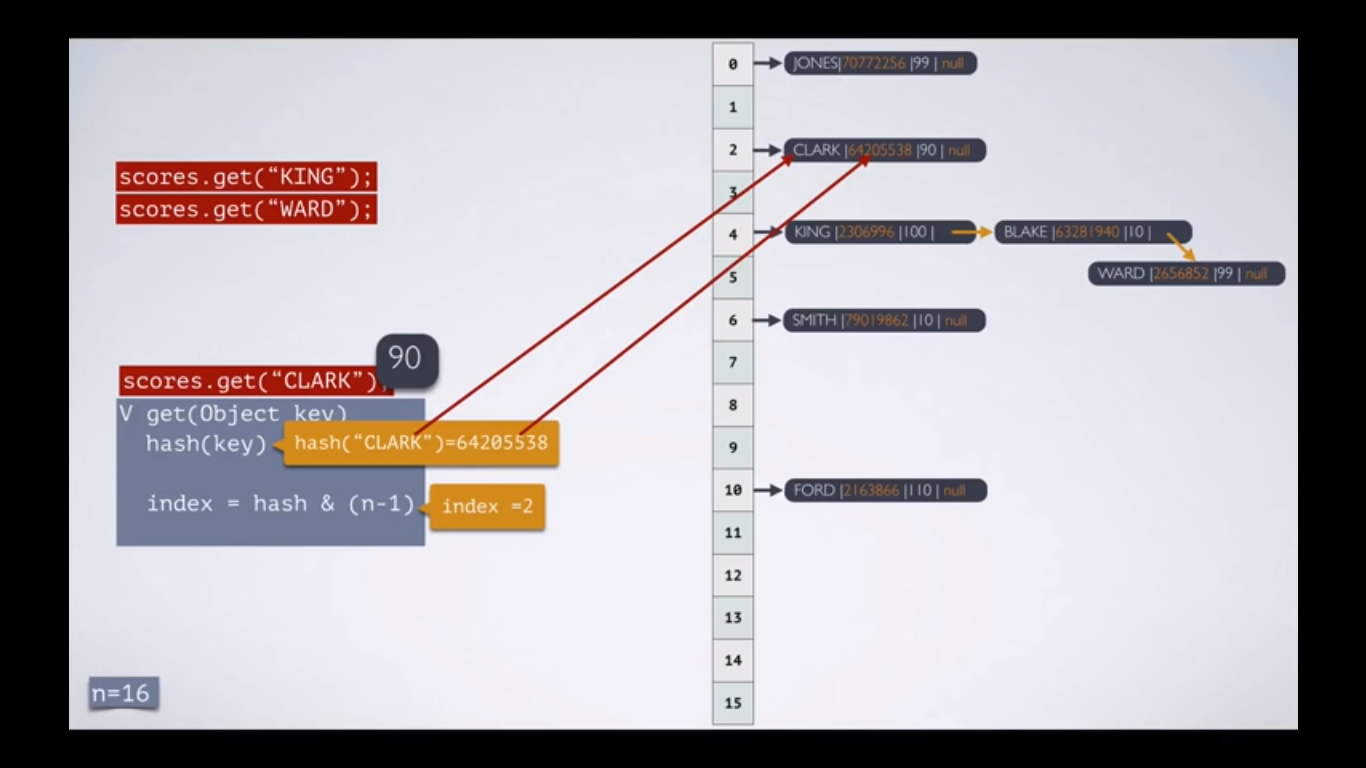 scores.get(“KING”);
scores.get(“WARD”);
90
scores.get(“CLARK”);
V get(Object key)
hash(key)
hash(“CLARK”)=64205538
index = hash & (n-1)
index =2
n=16
0
JONES|70772256 |99 | null
1
2
CLARK |64205538 |90 | null
3
4
KING |2306996 |100 |
BLAKE |63281940 |10 |
WARD |2656852 |99 | null
5
6
SMITH |79019862 |10 | null
7
8
9
10
FORD |2163866 |110 | null
11
12
13
14
15